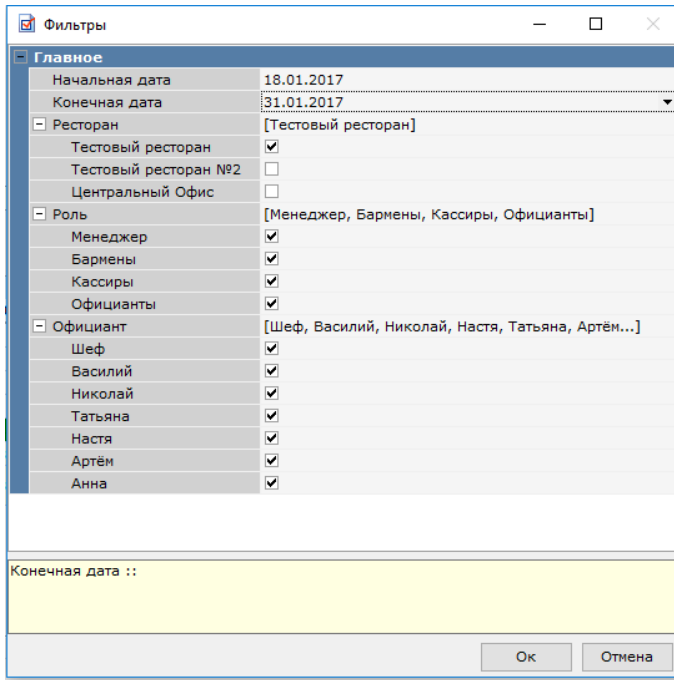 Фильтры
Главное
Начальная дата 18.01.2017
Конечная дата 31.01.2017
Ресторан [Тестовый ресторан]
Тестовый ресторан
Тестовый ресторан №2
Центральный Офис
Роль [Менеджер, Бармены, Кассиры, Официанты]
Менеджер
Бармены
Кассиры
Официанты
Официант [Шеф, Василий, Николай, Настя, Татьяна, Артём...]
Шеф
Василий
Николай
Татьяна
Настя
Артём
Анна
Конечная дата ::
Ок Отмена